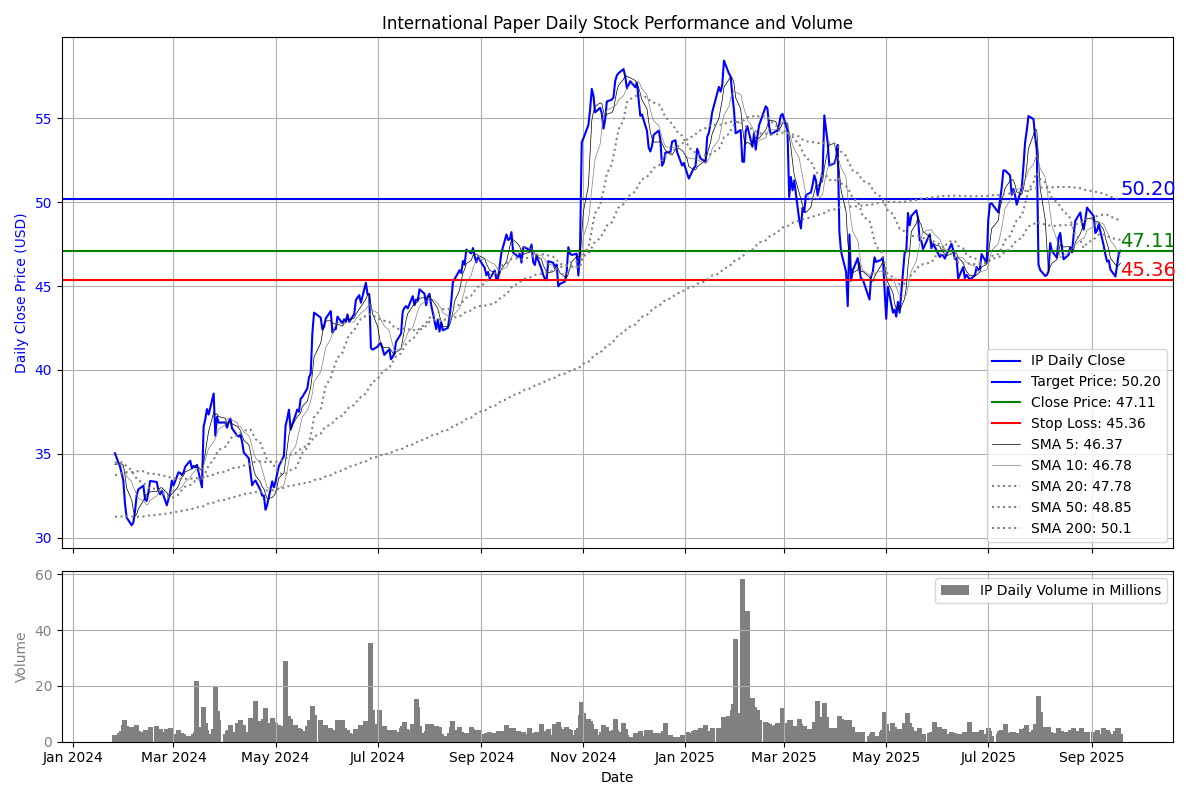 International Paper Daily Stock Performance and Volume
Daily Close Price (USD)
55
50
45
40
35
30
50.20
47.11
45.36
IP Daily Close
Target Price: 50.20
Close Price: 47.11
Stop Loss: 45.36
SMA 5: 46.37
SMA 10: 46.78
SMA 20: 47.78
SMA 50: 48.85
SMA 200: 50.1
Volume
60
40
20
0
IP Daily Volume in Millions
Jan 2024 Mar 2024 May 2024 Jul 2024 Sep 2024 Nov 2024 Jan 2025 Mar 2025 May 2025 Jul 2025 Sep 2025
Date